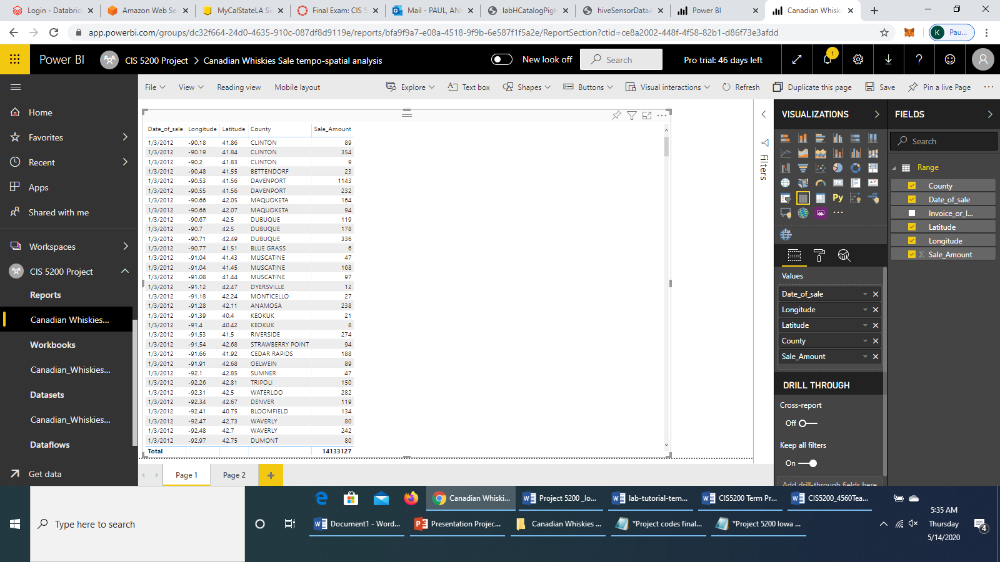 Login - Databric
Amazon Web Se
MyCalStateLA Si
Final Exam: CIS 5
Mail - PAUL, ANI
labHCatalogPigH
hiveSensorData
Power BI
Canadian Whiski
app.powerbi.com/groups/dc32f664-24d0-4635-910c-087df8d9119e/reports/bfa9f9a7-e08a-4518-9f9b-6e587f1f5a2e/ReportSection?ctid=ce8a2002-448f-4f58-82b1-d86f73e3afdd
K Pau...
Power BI
CIS 5200 Project > Canadian Whiskies Sale tempo-spatial analysis
New look off
Search
Pro trial: 46 days left
1
?
File
View
Reading view
Mobile layout
Explore
Text box
Shapes
Buttons
Visual interactions
Refresh
Duplicate this page
Save
Pin a live Page
...
Home
Favorites
Recent
Apps
Shared with me
Workspaces
CIS 5200 Project
Reports
Canadian Whiskies...
Workbooks
Canadian_Whiskies...
Datasets
Canadian_Whiskies...
Dataflows
Get data
Date_of_sale Longitude Latitude County Sale_Amount
1/3/2012 -90.18 41.86 CLINTON 89
1/3/2012 -90.19 41.84 CLINTON 354
1/3/2012 -90.2 41.83 CLINTON 9
1/3/2012 -90.48 41.55 BETTENDORF 23
1/3/2012 -90.53 41.56 DAVENPORT 1143
1/3/2012 -90.55 41.56 DAVENPORT 232
1/3/2012 -90.66 42.05 MAQUOKETA 164
1/3/2012 -90.66 42.07 MAQUOKETA 94
1/3/2012 -90.67 42.5 DUBUQUE 119
1/3/2012 -90.7 42.5 DUBUQUE 178
1/3/2012 -90.71 42.49 DUBUQUE 336
1/3/2012 -90.77 41.51 BLUE GRASS 6
1/3/2012 -91.04 41.43 MUSCATINE 47
1/3/2012 -91.04 41.45 MUSCATINE 168
1/3/2012 -91.08 41.44 MUSCATINE 97
1/3/2012 -91.12 42.47 DYERSVILLE 12
1/3/2012 -91.18 42.24 MONTICELLO 27
1/3/2012 -91.28 42.11 ANAMOSA 238
1/3/2012 -91.39 40.4 KEOKUK 21
1/3/2012 -91.4 40.42 KEOKUK 8
1/3/2012 -91.53 41.5 RIVERSIDE 274
1/3/2012 -91.54 42.68 STRAWBERRY POINT 94
1/3/2012 -91.66 41.92 CEDAR RAPIDS 188
1/3/2012 -91.91 42.68 OELWEIN 89
1/3/2012 -92.1 42.85 SUMNER 47
1/3/2012 -92.26 42.81 TRIPOLI 150
1/3/2012 -92.31 42.5 WATERLOO 282
1/3/2012 -92.34 42.67 DENVER 119
1/3/2012 -92.41 40.75 BLOOMFIELD 134
1/3/2012 -92.47 42.73 WAVERLY 80
1/3/2012 -92.48 42.7 WAVERLY 242
1/3/2012 -92.97 42.75 DUMONT 80
Total 14133127
Page 1
Page 2
+
Filters
VISUALIZATIONS
Py
...
Values
Date_of_sale
Longitude
Latitude
County
Sale_Amount
DRILL THROUGH
Cross-report
Off
Keep all filters
On
Add drill-through fields here
FIELDS
Search
Range
County
Date_of_sale
Invoice_or_I...
Latitude
Longitude
Σ Sale_Amount
Type here to search
Canadian Whiski...
Project 5200 _Io...
lab-tutorial-tem...
CIS5200 Term Pr...
CIS5200_4560Tea...
Document1 - Word...
Presentation Projec...
Canadian Whiskies ...
*Project codes final...
*Project 5200 Iowa ...
5:35 AM
Thursday
5/14/2020
4